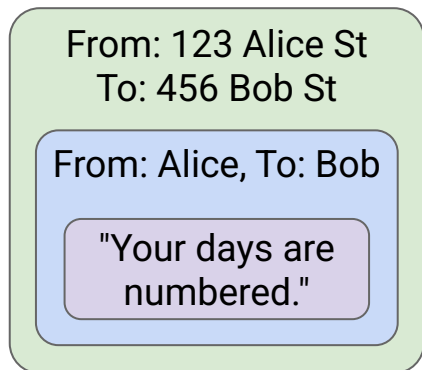 From: 123 Alice St
To: 456 Bob St
From: Alice, To: Bob
"Your days are
numbered."